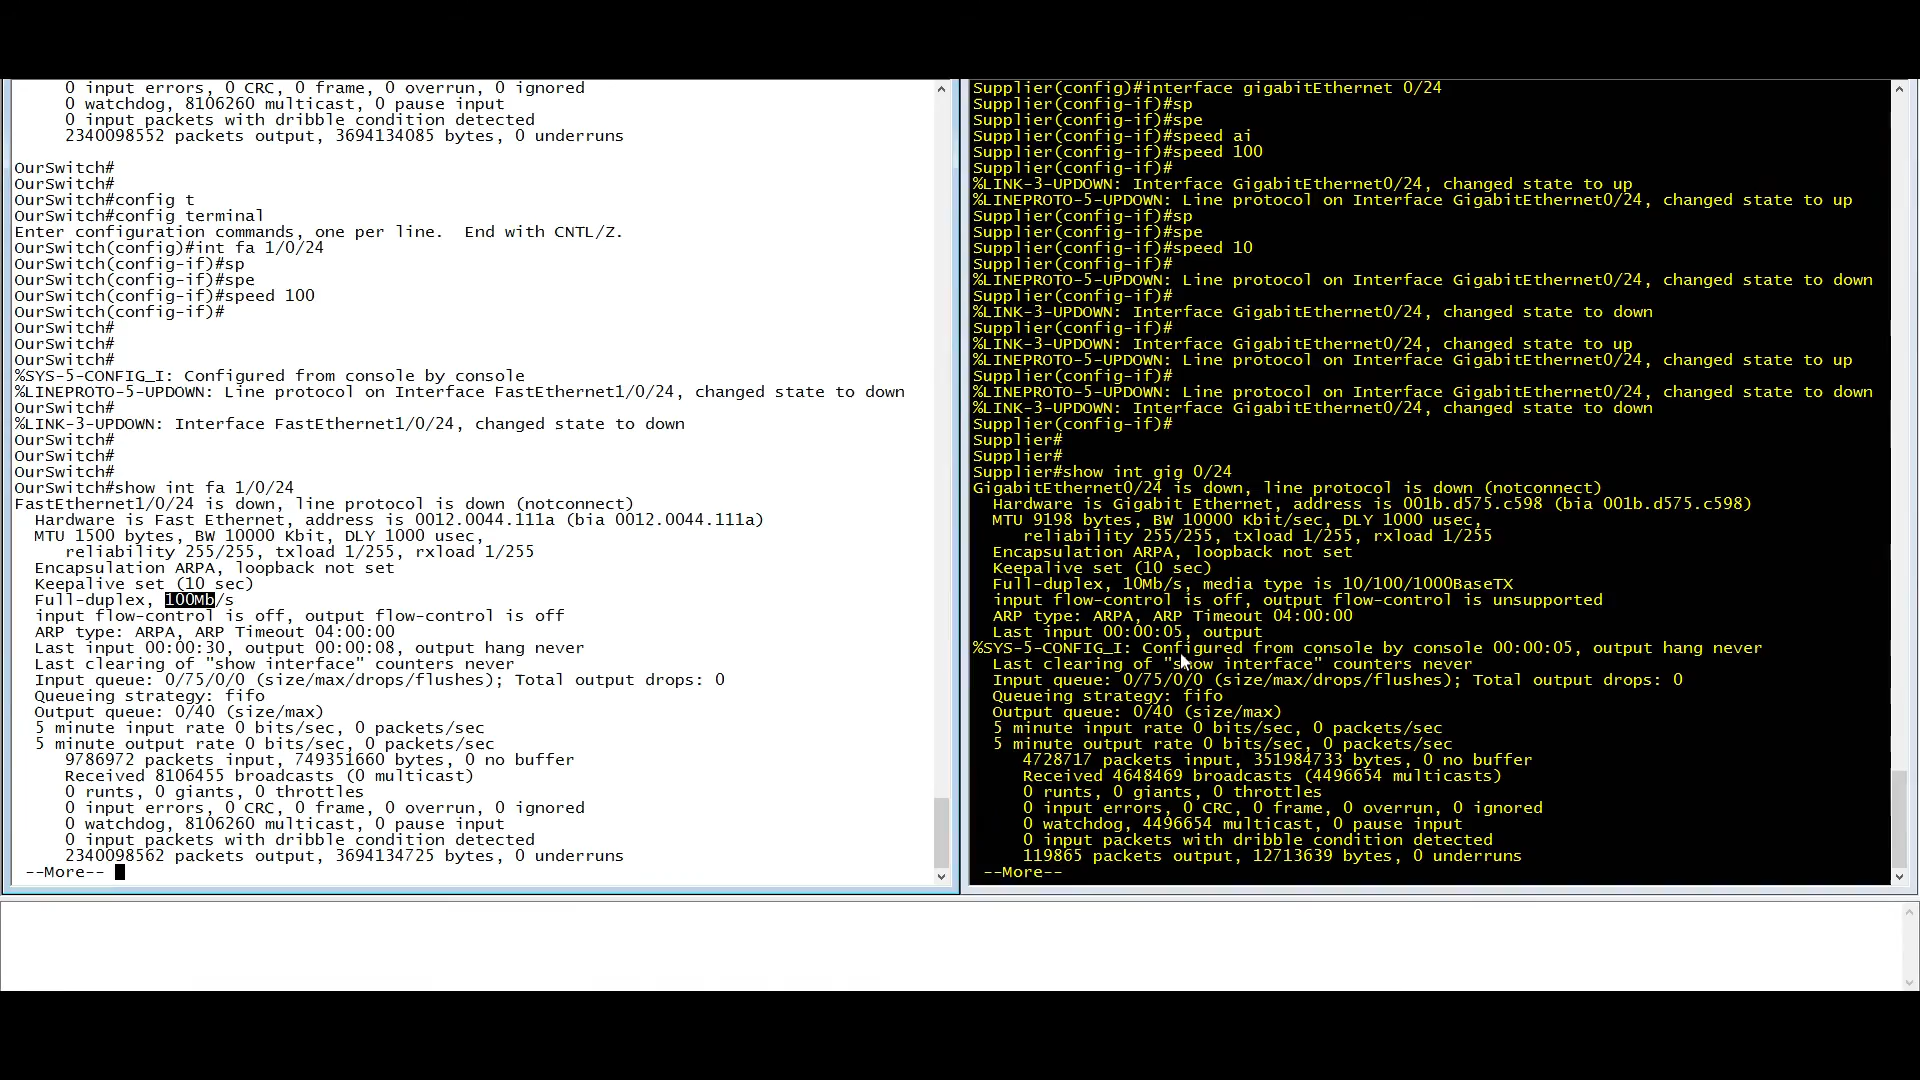 0 input errors, 0 CRC, 0 frame, 0 overrun, 0 ignored
0 watchdog, 8106260 multicast, 0 pause input
0 input packets with dribble condition detected
2340098552 packets output, 3694134085 bytes, 0 underruns
OurSwitch#
OurSwitch#
OurSwitch#config t
OurSwitch#config terminal
Enter configuration commands, one per line.  End with CNTL/Z.
OurSwitch(config)#int fa 1/0/24
OurSwitch(config-if)#sp
OurSwitch(config-if)#spe
OurSwitch(config-if)#speed 100
OurSwitch(config-if)#
OurSwitch#
OurSwitch#
OurSwitch#
%SYS-5-CONFIG_I: Configured from console by console
%LINEPROTO-5-UPDOWN: Line protocol on Interface FastEthernet1/0/24, changed state to down
OurSwitch#
%LINK-3-UPDOWN: Interface FastEthernet1/0/24, changed state to down
OurSwitch#
OurSwitch#
OurSwitch#
OurSwitch#show int fa 1/0/24
FastEthernet1/0/24 is down, line protocol is down (notconnect)
Hardware is Fast Ethernet, address is 0012.0044.111a (bia 0012.0044.111a)
MTU 1500 bytes, BW 10000 Kbit/sec, DLY 1000 usec,
reliability 255/255, txload 1/255, rxload 1/255
Encapsulation ARPA, loopback not set
Keepalive set (10 sec)
Full-duplex, 100Mb/s
input flow-control is off, output flow-control is off
ARP type: ARPA, ARP Timeout 04:00:00
Last input 00:00:30, output 00:00:08, output hang never
Last clearing of "show interface" counters never
Input queue: 0/75/0/0 (size/max/drops/flushes); Total output drops: 0
Queueing strategy: fifo
Output queue: 0/40 (size/max)
5 minute input rate 0 bits/sec, 0 packets/sec
5 minute output rate 0 bits/sec, 0 packets/sec
9786972 packets input, 749351660 bytes, 0 no buffer
Received 8106455 broadcasts (0 multicast)
0 runts, 0 giants, 0 throttles
0 input errors, 0 CRC, 0 frame, 0 overrun, 0 ignored
0 watchdog, 8106260 multicast, 0 pause input
0 input packets with dribble condition detected
2340098562 packets output, 3694134725 bytes, 0 underruns
--More--
Supplier(config)#interface gigabitEthernet 0/24
Supplier(config-if)#sp
Supplier(config-if)#spe
Supplier(config-if)#speed ai
Supplier(config-if)#speed 100
Supplier(config-if)#
%LINK-3-UPDOWN: Interface GigabitEthernet0/24, changed state to up
%LINEPROTO-5-UPDOWN: Line protocol on Interface GigabitEthernet0/24, changed state to up
Supplier(config-if)#sp
Supplier(config-if)#spe
Supplier(config-if)#speed 10
Supplier(config-if)#
%LINEPROTO-5-UPDOWN: Line protocol on Interface GigabitEthernet0/24, changed state to down
Supplier(config-if)#
%LINK-3-UPDOWN: Interface GigabitEthernet0/24, changed state to down
Supplier(config-if)#
%LINK-3-UPDOWN: Interface GigabitEthernet0/24, changed state to up
%LINEPROTO-5-UPDOWN: Line protocol on Interface GigabitEthernet0/24, changed state to up
Supplier(config-if)#
%LINEPROTO-5-UPDOWN: Line protocol on Interface GigabitEthernet0/24, changed state to down
%LINK-3-UPDOWN: Interface GigabitEthernet0/24, changed state to down
Supplier(config-if)#
Supplier#
Supplier#
Supplier#show int gig 0/24
GigabitEthernet0/24 is down, line protocol is down (notconnect)
Hardware is Gigabit Ethernet, address is 001b.d575.c598 (bia 001b.d575.c598)
MTU 9198 bytes, BW 10000 Kbit/sec, DLY 1000 usec,
reliability 255/255, txload 1/255, rxload 1/255
Encapsulation ARPA, loopback not set
Keepalive set (10 sec)
Full-duplex, 10Mb/s, media type is 10/100/1000BaseTX
input flow-control is off, output flow-control is unsupported
ARP type: ARPA, ARP Timeout 04:00:00
Last input 00:00:05, output
%SYS-5-CONFIG_I: Configured from console by console 00:00:05, output hang never
Last clearing of "show interface" counters never
Input queue: 0/75/0/0 (size/max/drops/flushes); Total output drops: 0
Queueing strategy: fifo
Output queue: 0/40 (size/max)
5 minute input rate 0 bits/sec, 0 packets/sec
5 minute output rate 0 bits/sec, 0 packets/sec
4728717 packets input, 351984733 bytes, 0 no buffer
Received 4648469 broadcasts (4496654 multicasts)
0 runts, 0 giants, 0 throttles
0 input errors, 0 CRC, 0 frame, 0 overrun, 0 ignored
0 watchdog, 4496654 multicast, 0 pause input
0 input packets with dribble condition detected
119865 packets output, 12713639 bytes, 0 underruns
--More--